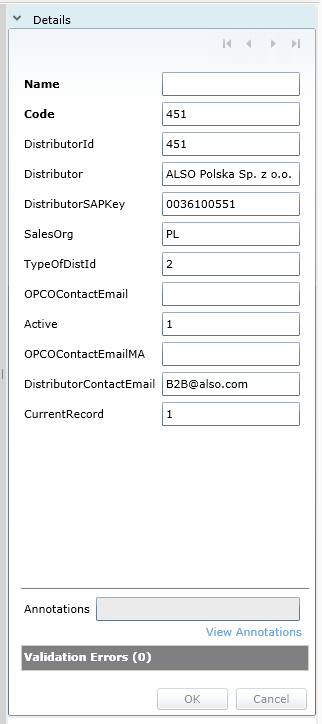 Details
Name
Code 451
DistributorId 451
Distributor ALSO Polska Sp. z o.o.
DistributorSAPKey 0036100551
SalesOrg PL
TypeOfDistId 2
OPCOContactEmail
Active 1
OPCOContactEmailMA
DistributorContactEmail B2B@also.com
CurrentRecord 1
Annotations
View Annotations
Validation Errors (0)
OK Cancel